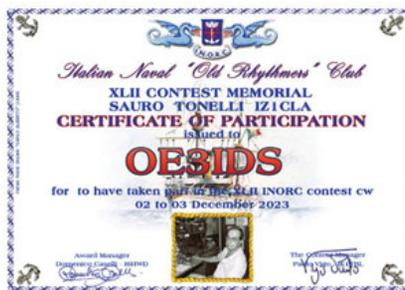 I.N.O.R.C.
Italian Naval "Old Rhythmers" Club
XLII CONTEST MEMORIAL
SAURO TONELLI IZ1CLA
CERTIFICATE OF PARTICIPATION
issued to
OE3IDS
for to have taken part in the XLII INORC contest cw
02 to 03 December 2023
Award Manager
The Contest Manager